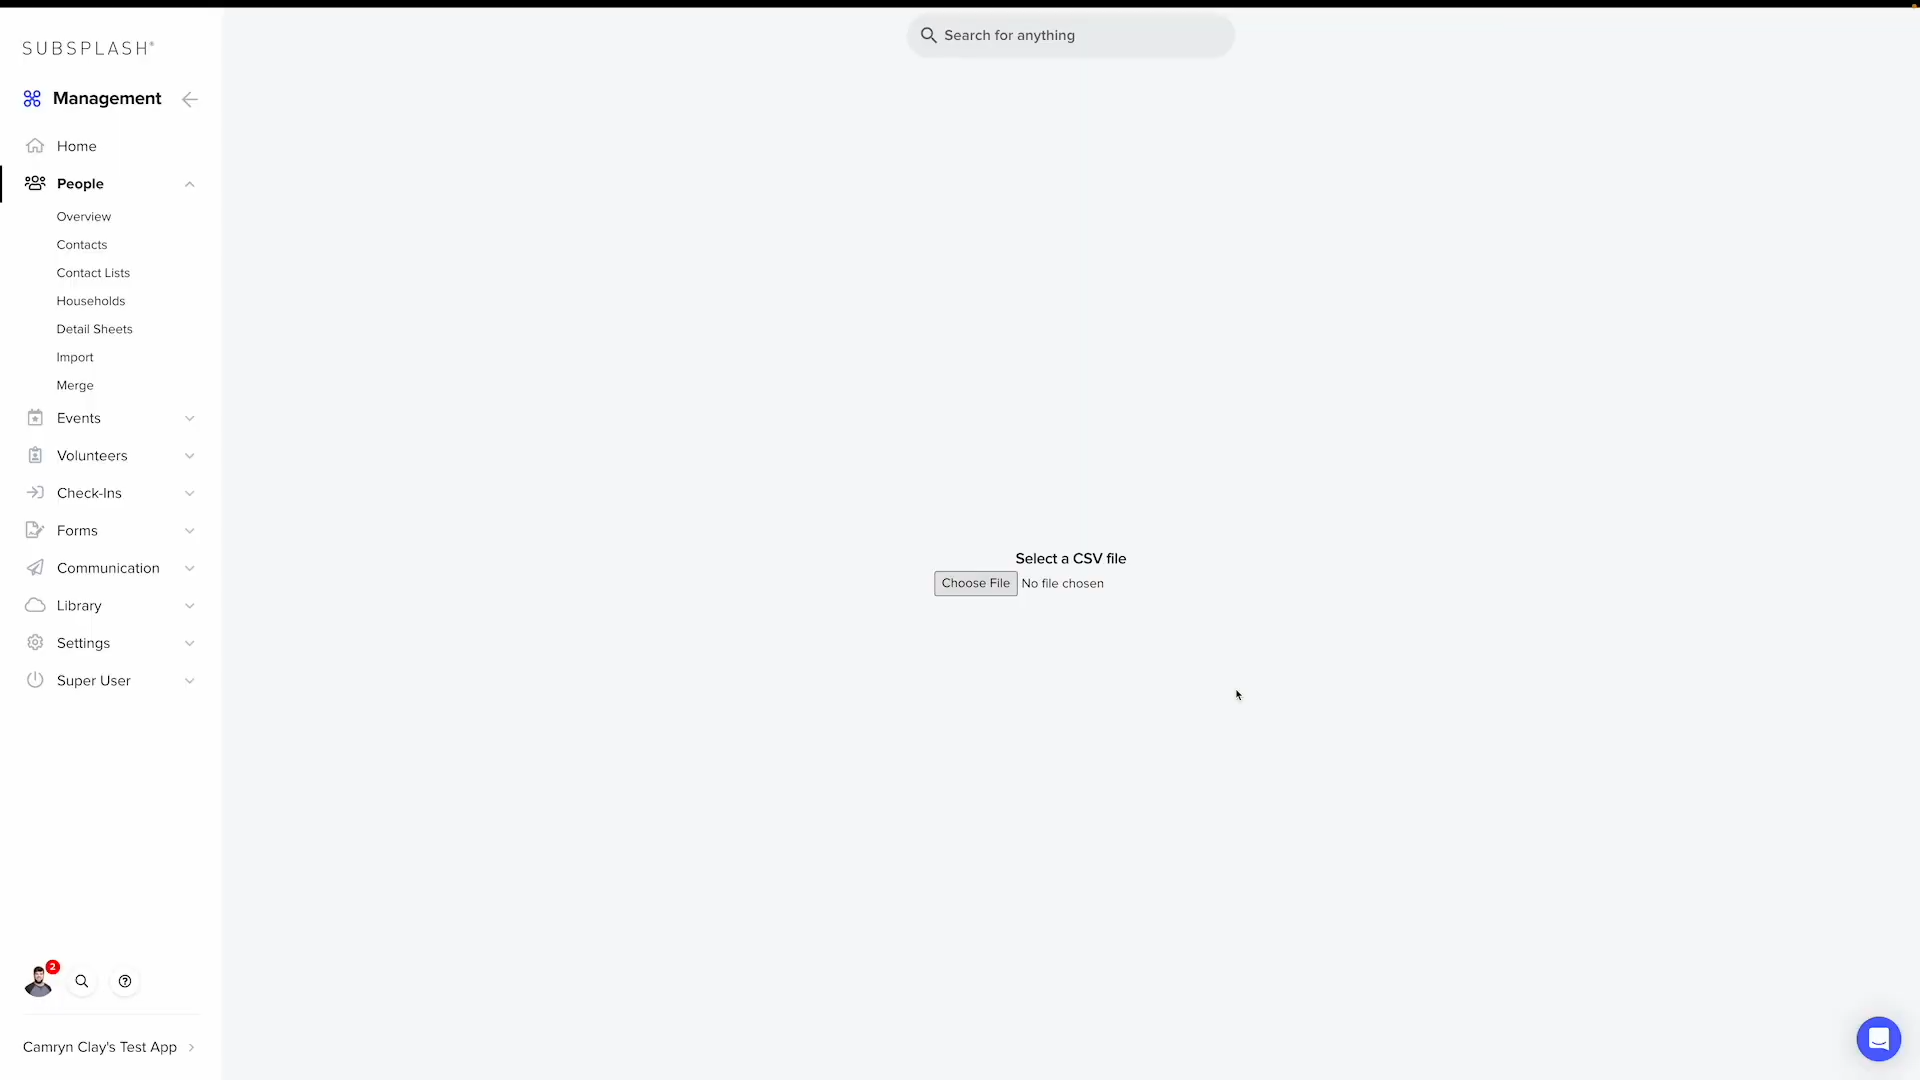 SUBSPLASH®
Management
Home
People
Overview
Contacts
Contact Lists
Households
Detail Sheets
Import
Merge
Events
Volunteers
Check-Ins
Forms
Communication
Library
Settings
Super User
2
Camryn Clay's Test App
Search for anything
Select a CSV file
Choose File No file chosen